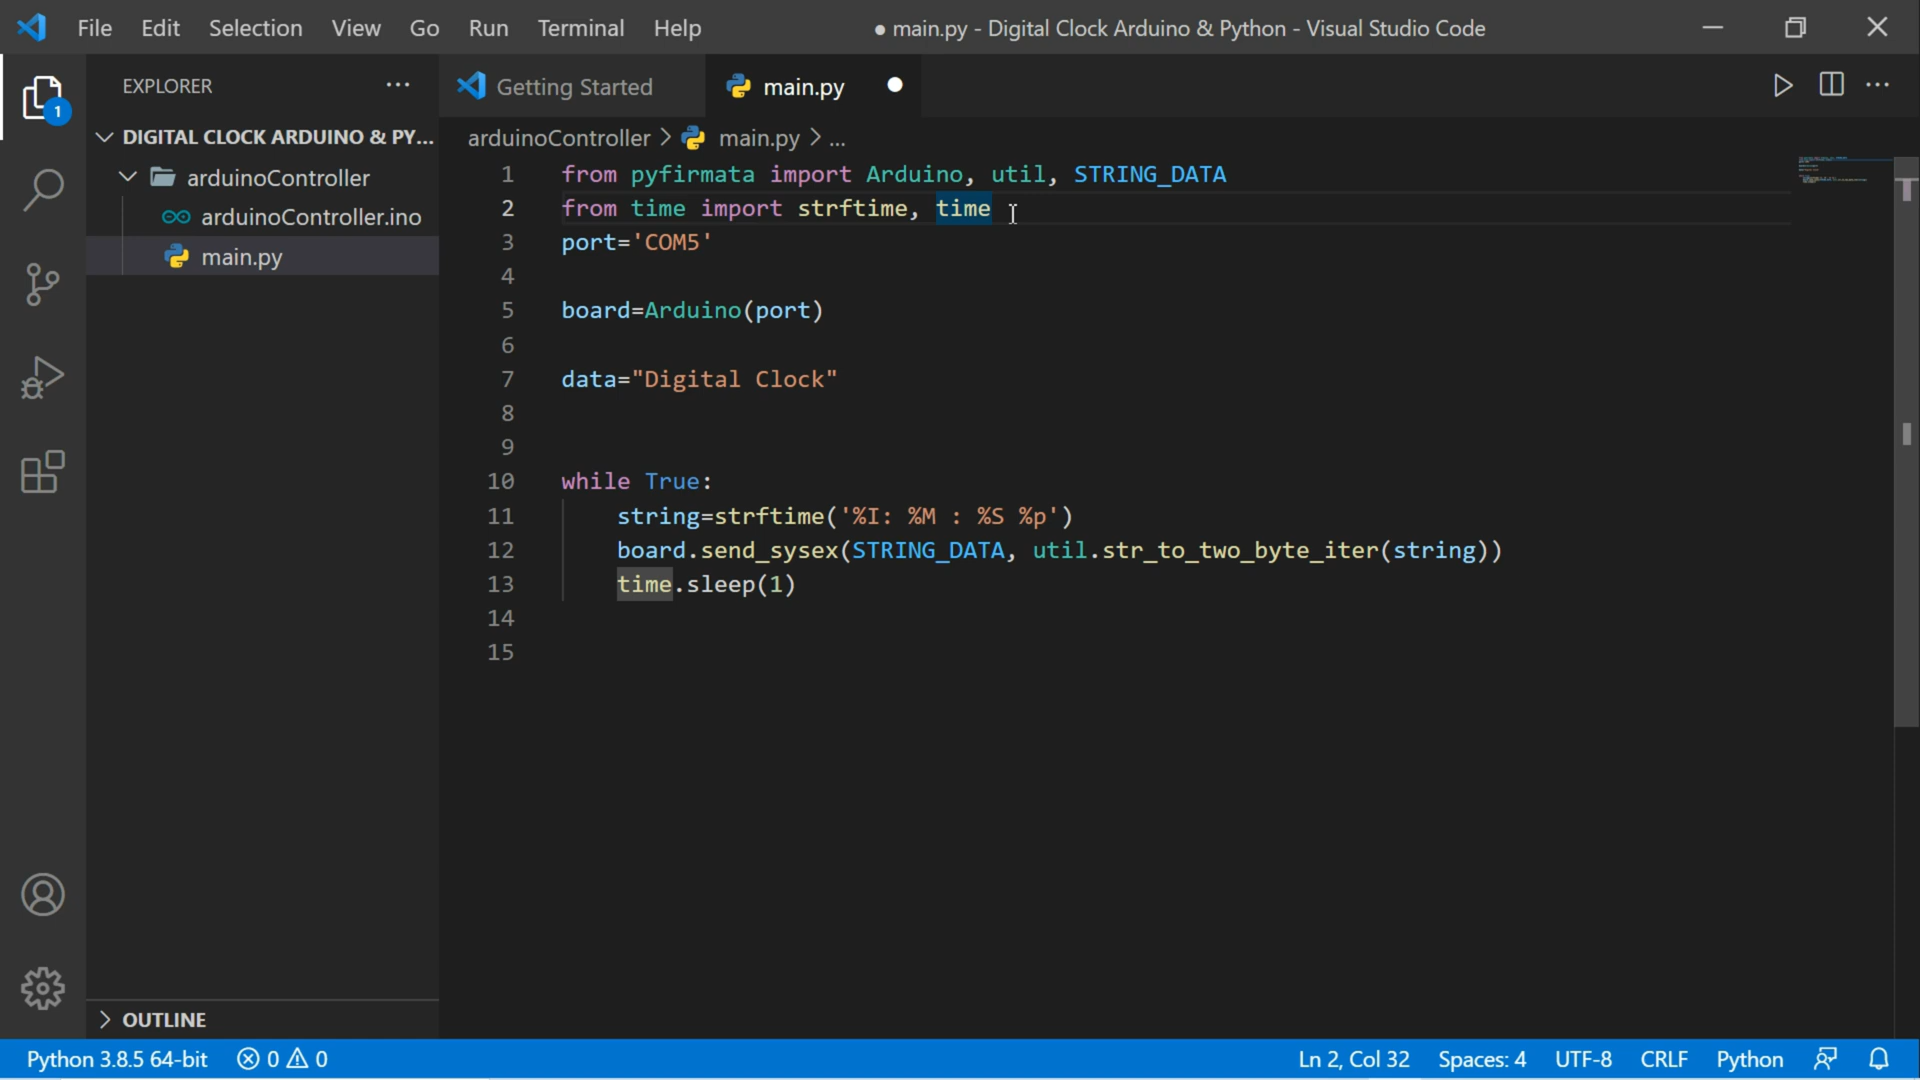 File Edit Selection View Go Run Terminal Help ● main.py - Digital Clock Arduino & Python - Visual Studio Code
EXPLORER ···
Getting Started
main.py
1
DIGITAL CLOCK ARDUINO & PY...
arduinoController
arduinoController.ino
main.py
arduinoController > main.py > ...
1 from pyfirmata import Arduino, util, STRING_DATA
2 from time import strftime, time
3 port='COM5'
4
5 board=Arduino(port)
6
7 data="Digital Clock"
8
9
10 while True:
11     string=strftime('%I: %M : %S %p')
12     board.send_sysex(STRING_DATA, util.str_to_two_byte_iter(string))
13     time.sleep(1)
14
15
OUTLINE
Python 3.8.5 64-bit 0 0 Ln 2, Col 32 Spaces: 4 UTF-8 CRLF Python